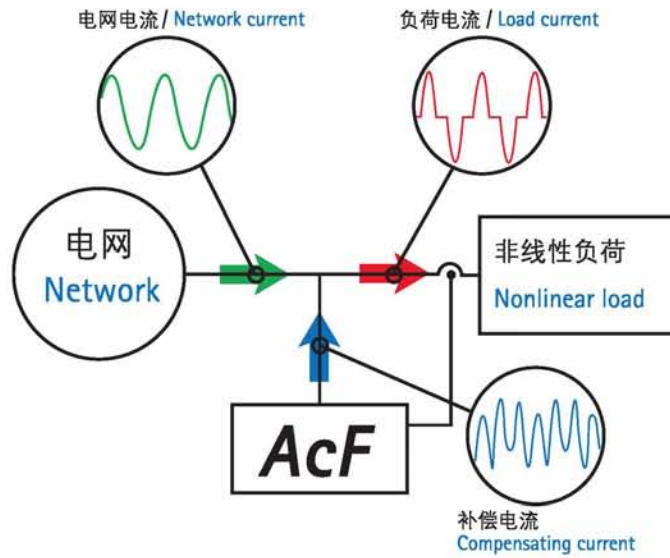 电网电流 / Network current
负荷电流 / Load current
电网
Network
非线性负荷
Nonlinear load
AcF
补偿电流
Compensating current